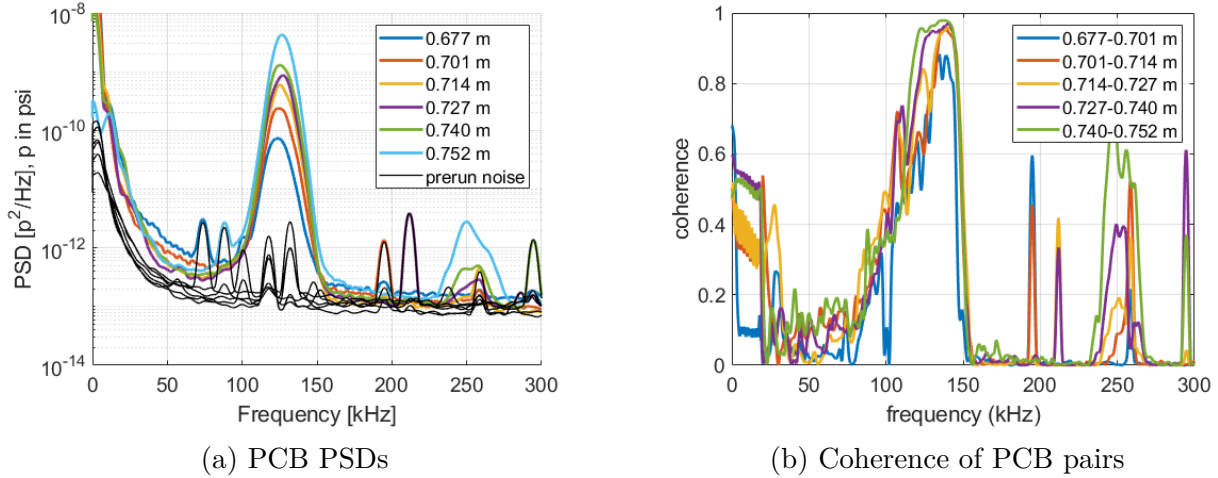 10^-8
10^-10
10^-12
10^-14
PSD [p^2/Hz], p in psi
0.677 m
0.701 m
0.714 m
0.727 m
0.740 m
0.752 m
prerun noise
0 50 100 150 200 250 300
Frequency [kHz]
(a) PCB PSDs
1
0.8
0.6
0.4
0.2
0
coherence
0.677-0.701 m
0.701-0.714 m
0.714-0.727 m
0.727-0.740 m
0.740-0.752 m
0 50 100 150 200 250 300
frequency (kHz)
(b) Coherence of PCB pairs